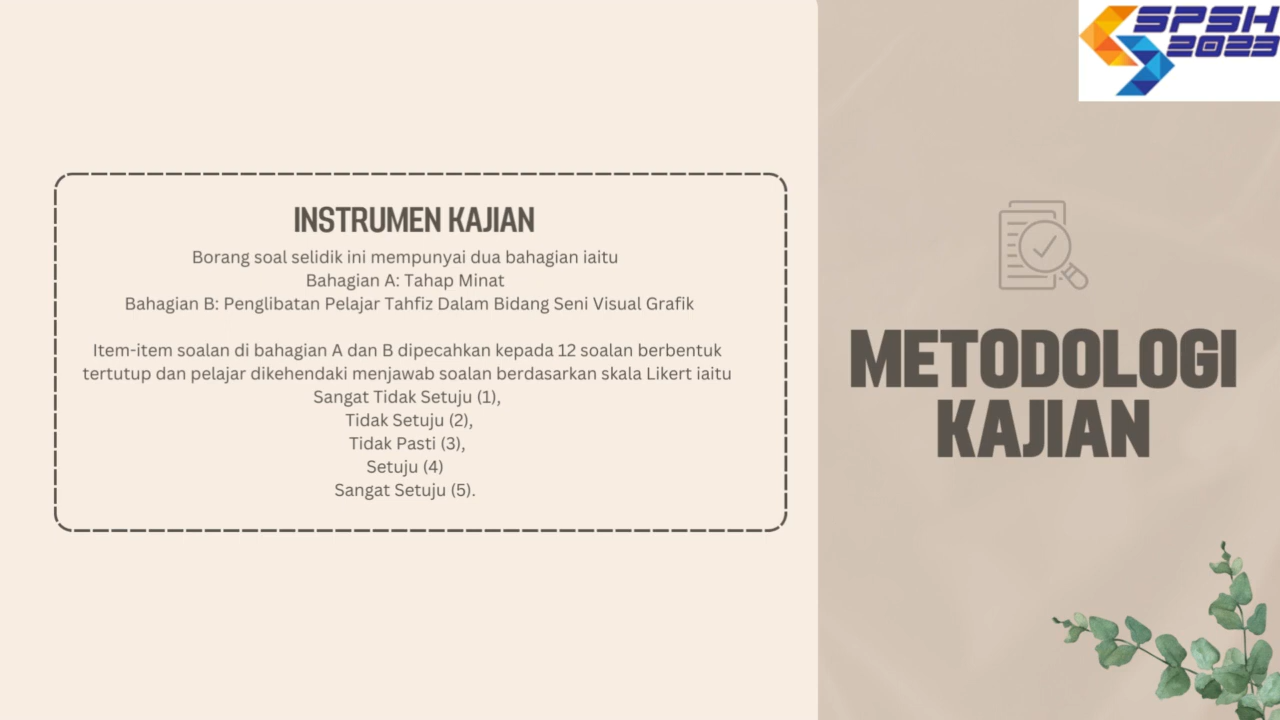 SPSH
2023
INSTRUMEN KAJIAN
Borang soal selidik ini mempunyai dua bahagian iaitu
Bahagian A: Tahap Minat
Bahagian B: Penglibatan Pelajar Tahfiz Dalam Bidang Seni Visual Grafik
Item-item soalan di bahagian A dan B dipecahkan kepada 12 soalan berbentuk
tertutup dan pelajar dikehendaki menjawab soalan berdasarkan skala Likert iaitu
Sangat Tidak Setuju (1),
Tidak Setuju (2),
Tidak Pasti (3),
Setuju (4)
Sangat Setuju (5).
METODOLOGI
KAJIAN